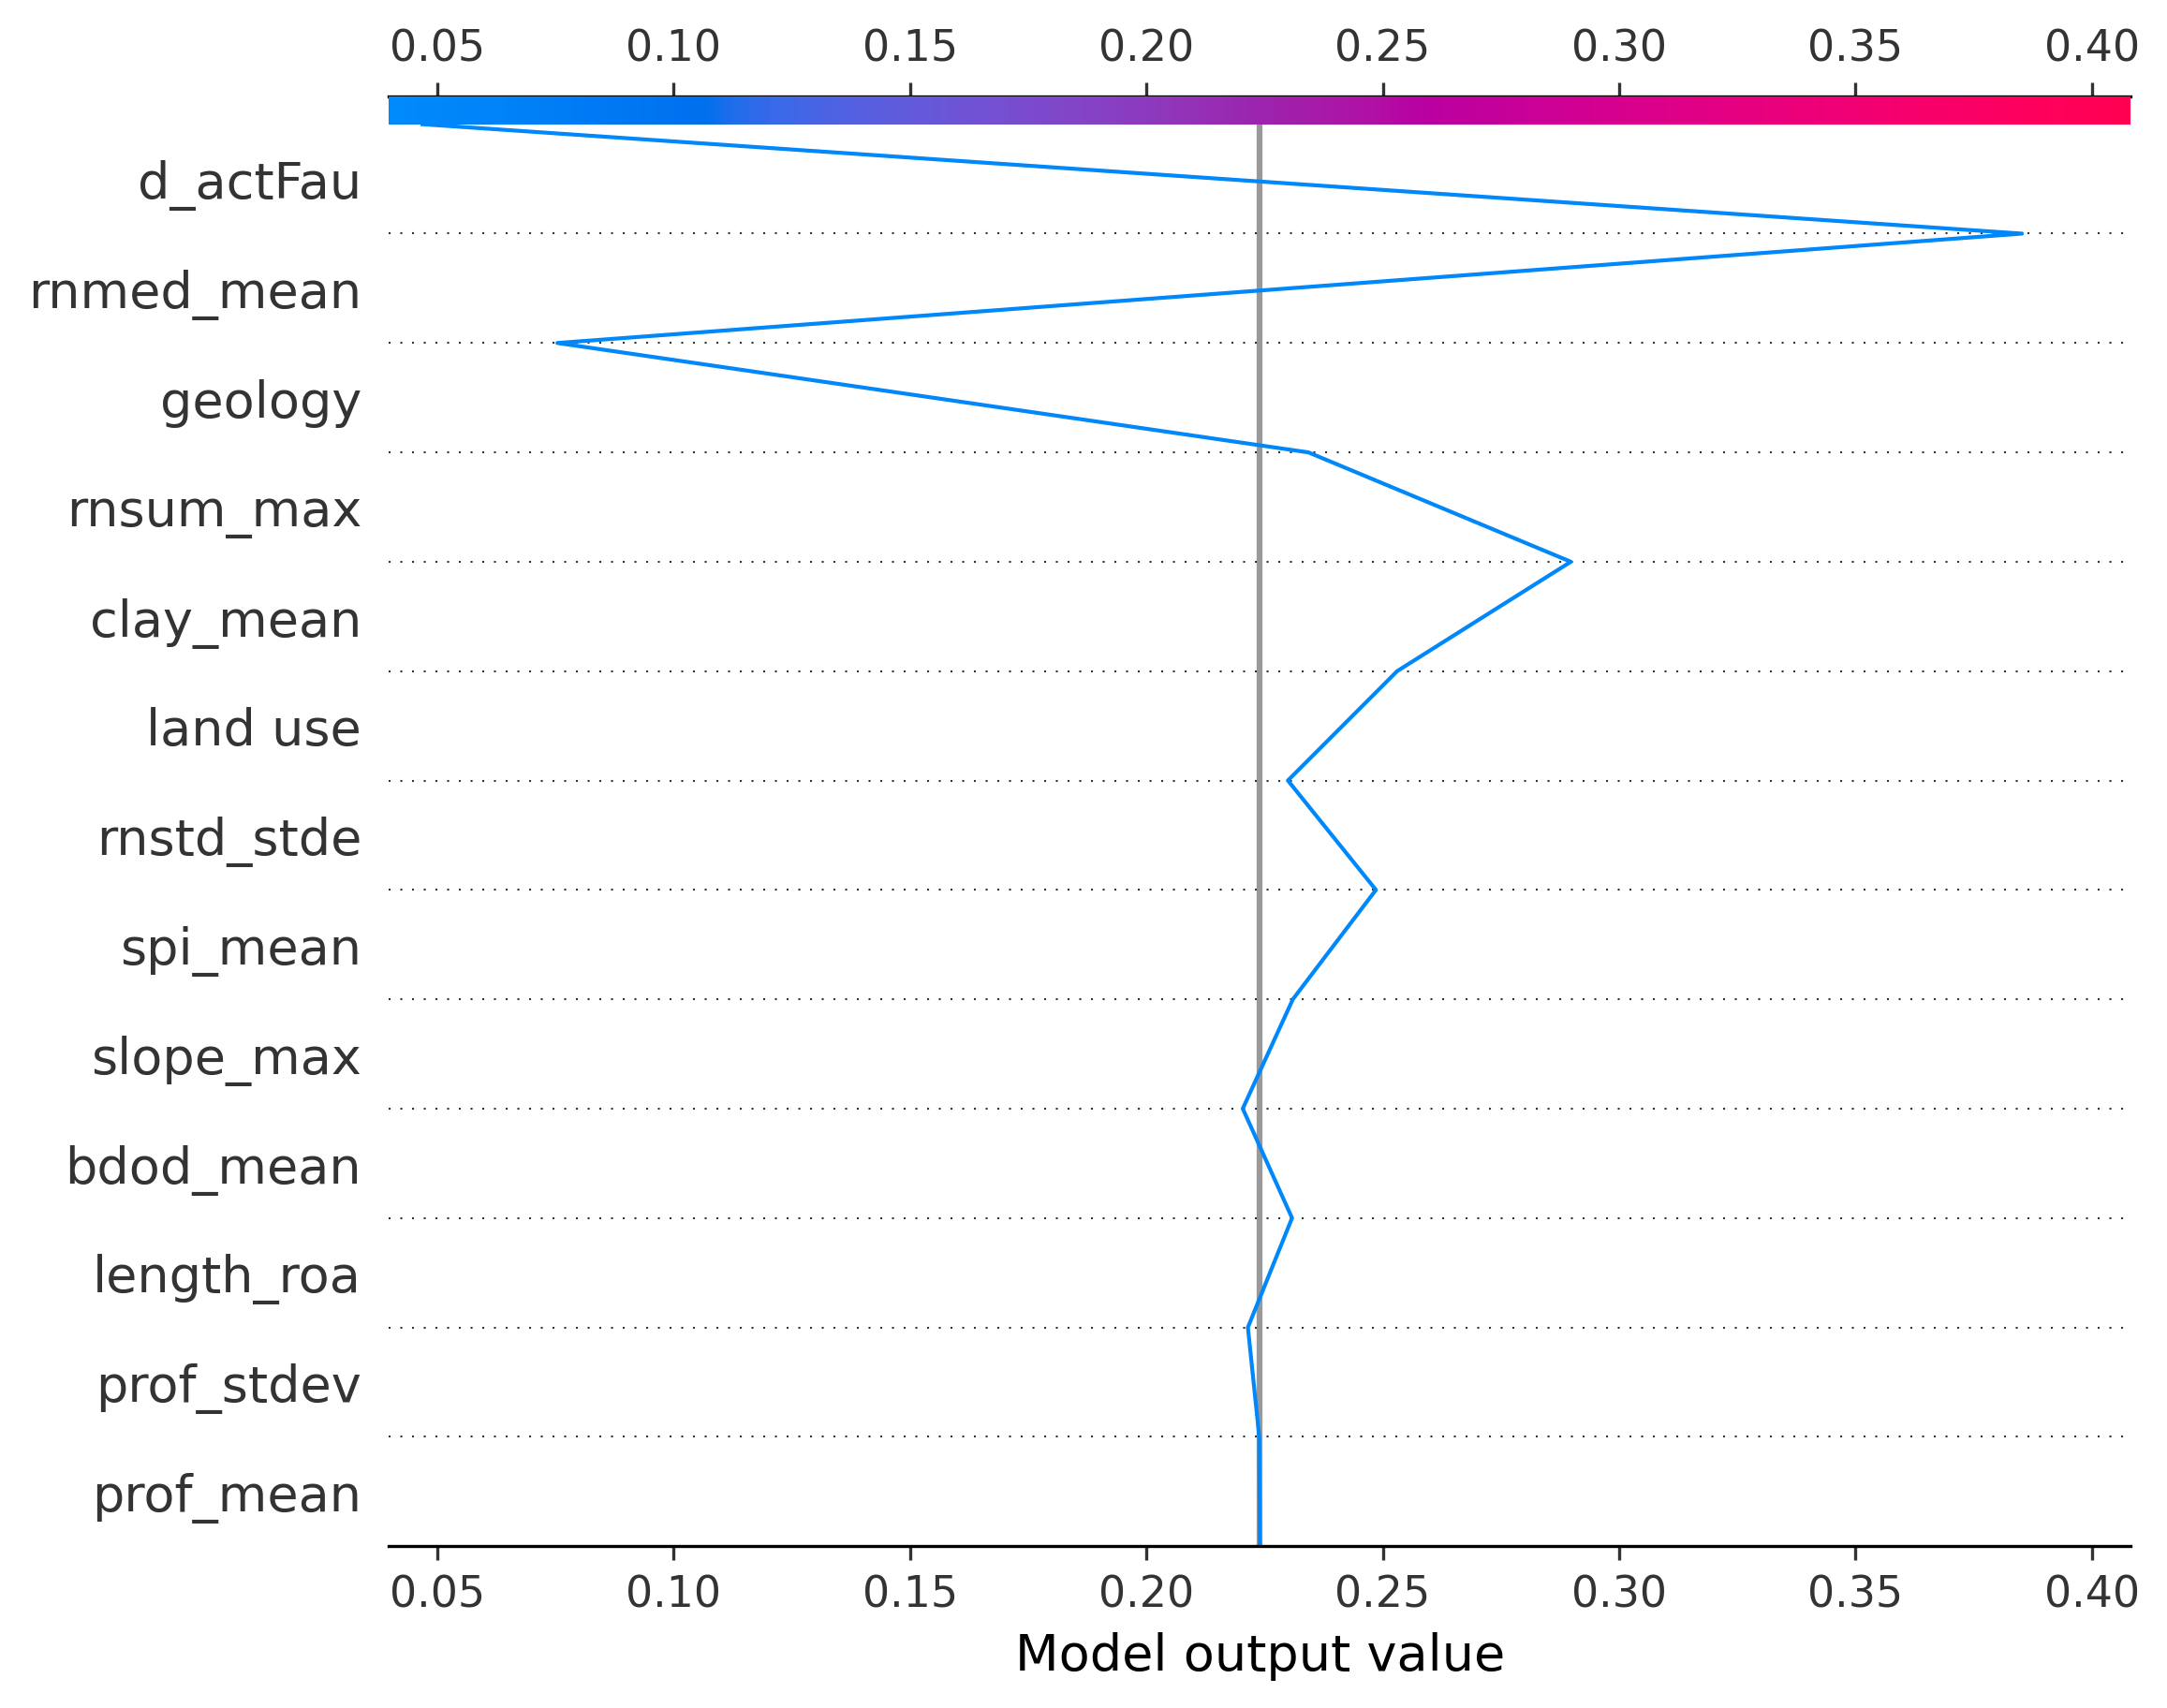 0.05 0.10 0.15 0.20 0.25 0.30 0.35 0.40
d_actFau
rnmed_mean
geology
rnsum_max
clay_mean
land use
rnstd_stde
spi_mean
slope_max
bdod_mean
length_roa
prof_stdev
prof_mean
0.05 0.10 0.15 0.20 0.25 0.30 0.35 0.40
Model output value